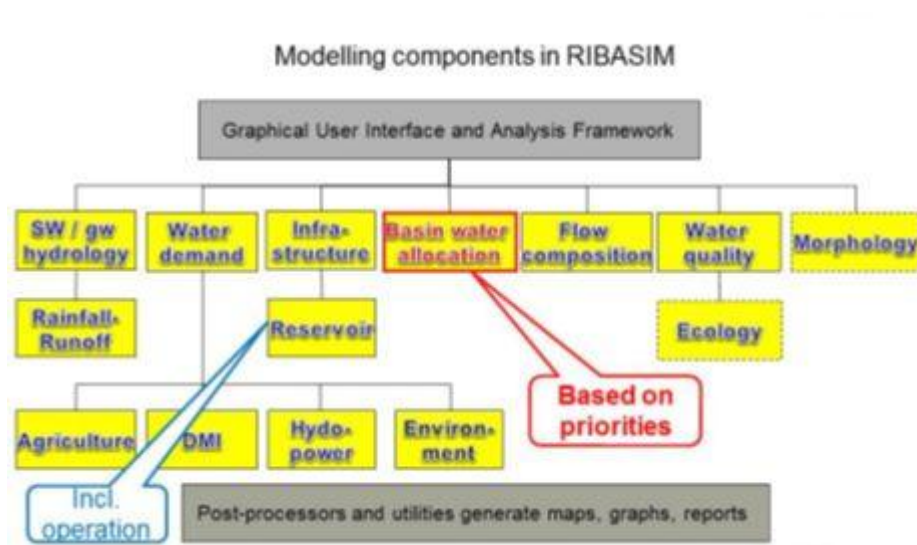 Modelling components in RIBASIM
Graphical User Interface and Analysis Framework
SW / gw
hydrology
Water
demand
Infra-
structure
Basin water
allocation
Flow
composition
Water
quality
Morphology
Rainfall-
Runoff
Reservoir
Ecology
Based on
priorities
Agriculture
DMI
Hydo-
power
Environ-
ment
Incl.
operation
Post-processors and utilities generate maps, graphs, reports